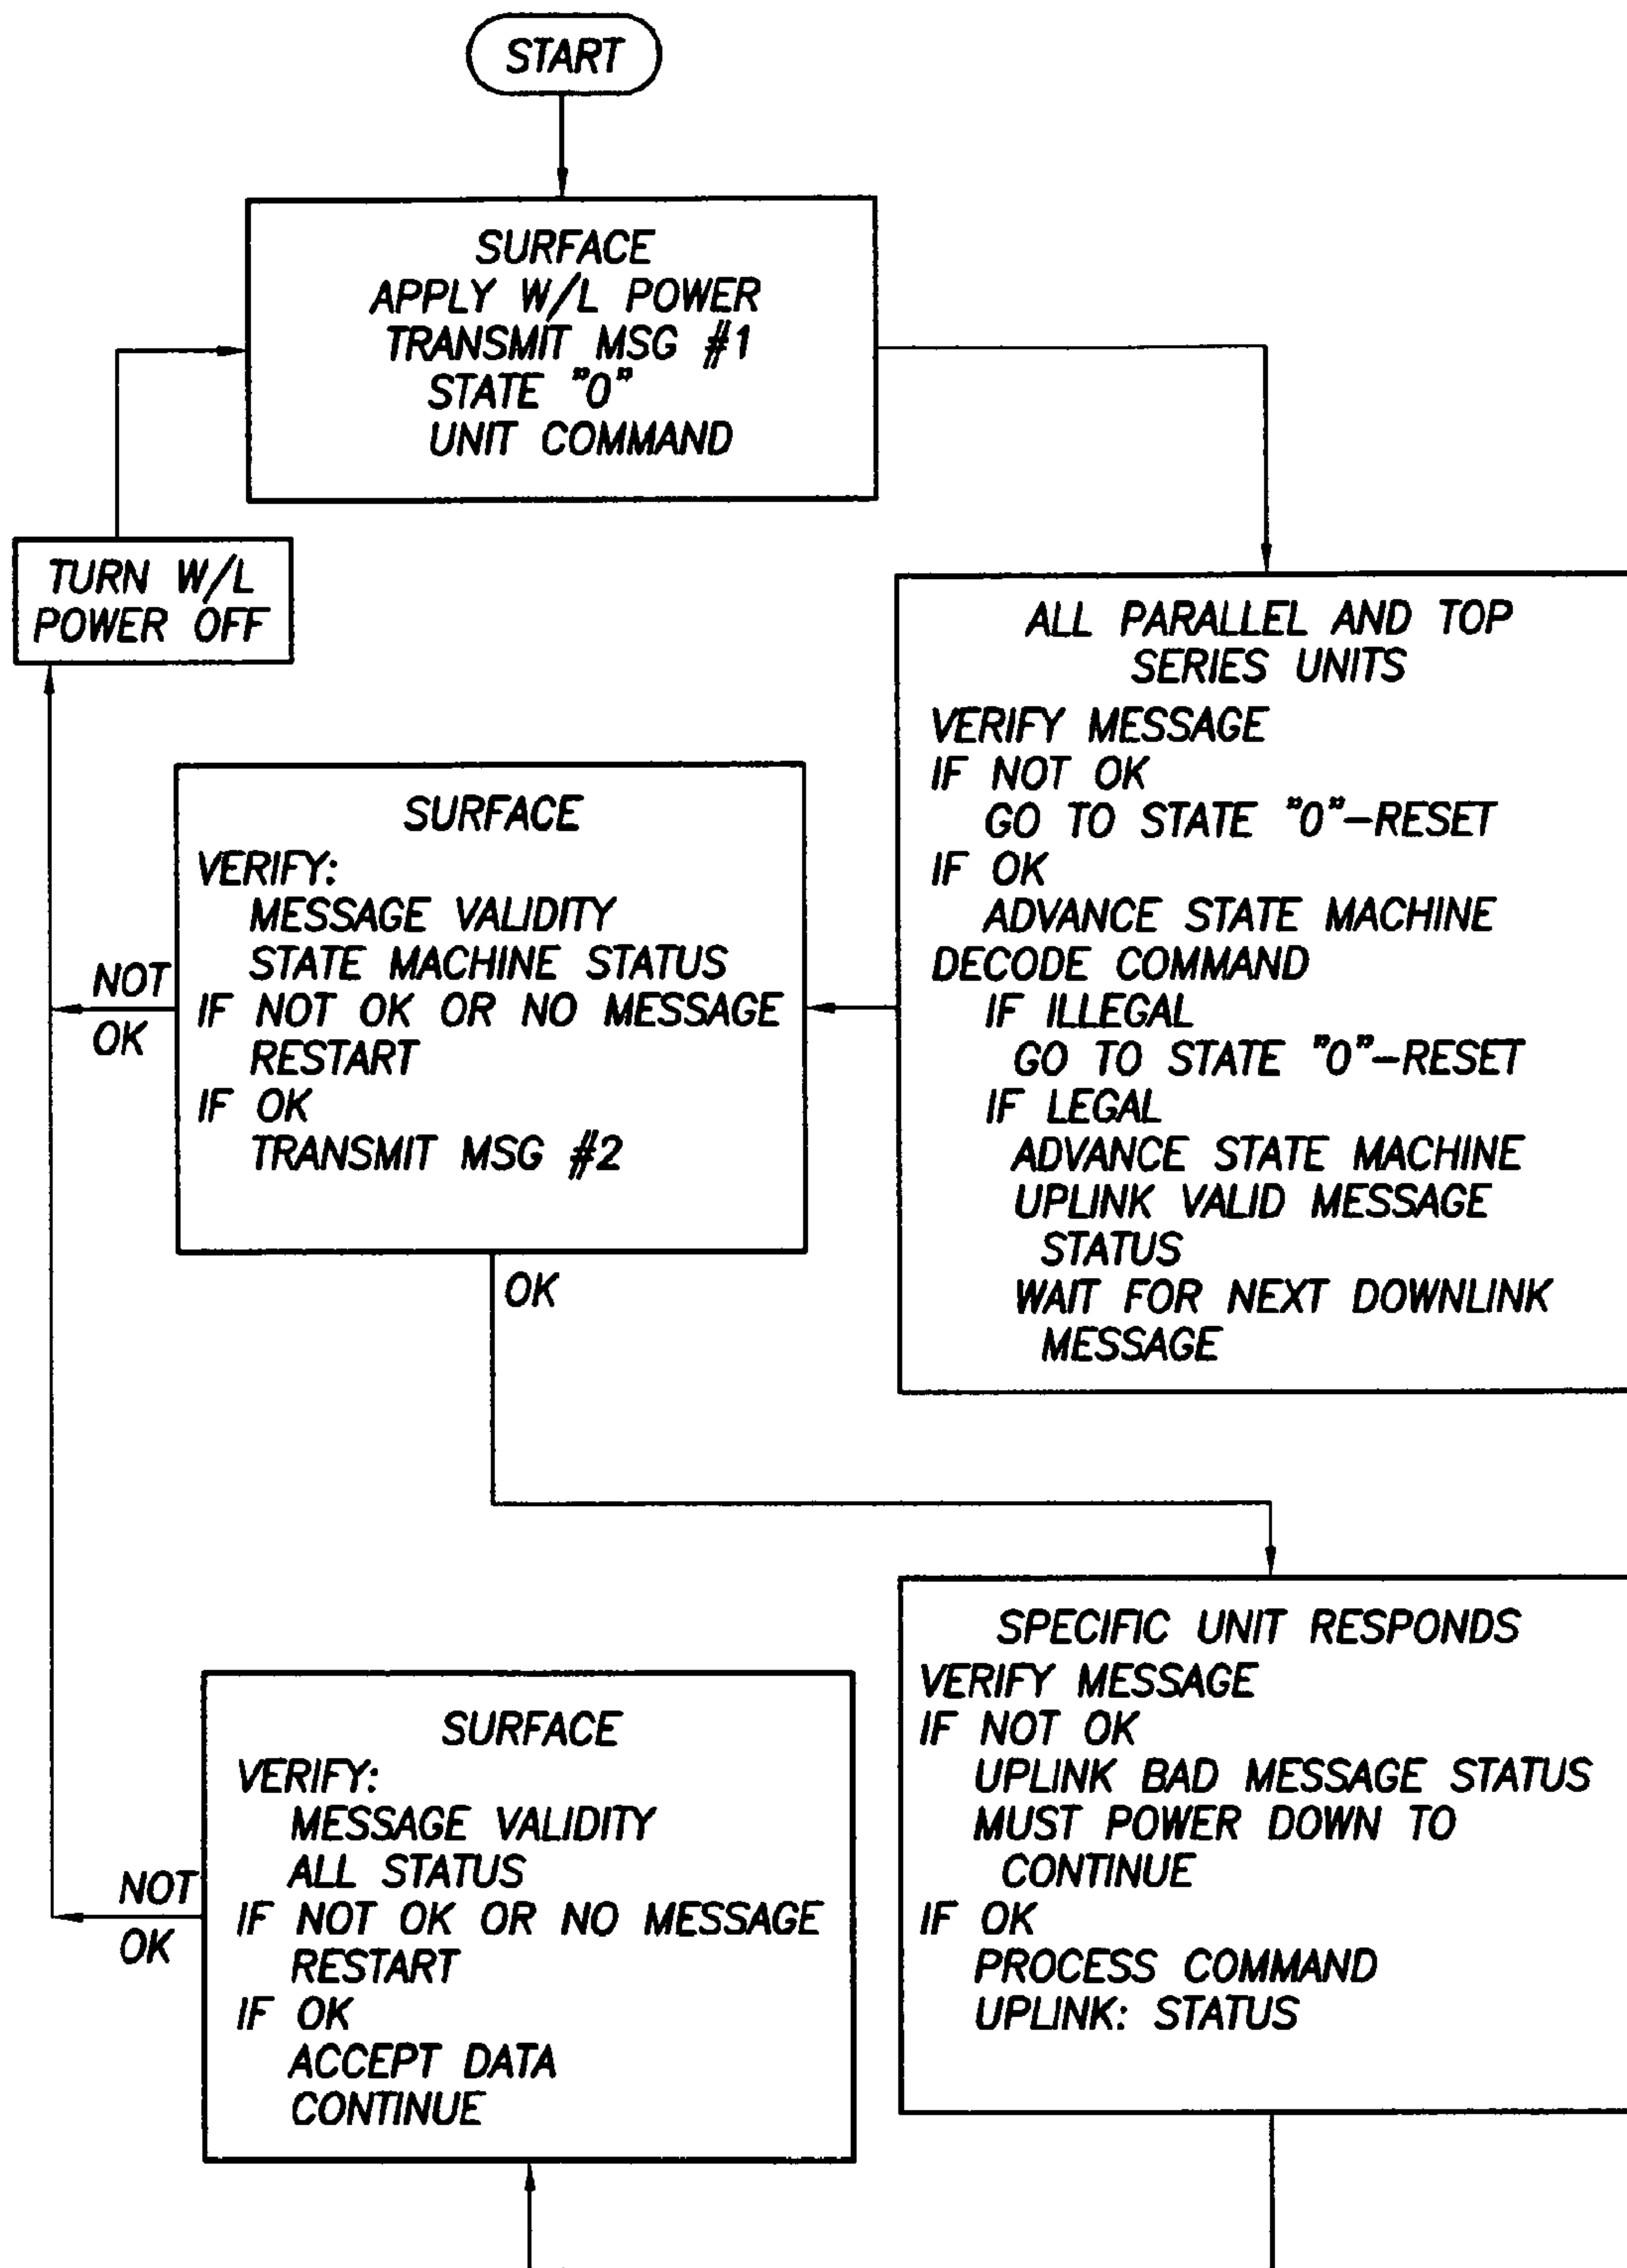 START
SURFACE
APPLY W/L POWER
TRANSMIT MSG #1
STATE "0"
UNIT COMMAND
TURN W/L
POWER OFF
ALL PARALLEL AND TOP
SERIES UNITS
VERIFY MESSAGE
IF NOT OK
GO TO STATE "0"-RESET
IF OK
ADVANCE STATE MACHINE
DECODE COMMAND
IF ILLEGAL
GO TO STATE "0"-RESET
IF LEGAL
ADVANCE STATE MACHINE
UPLINK VALID MESSAGE
STATUS
WAIT FOR NEXT DOWNLINK
MESSAGE
SURFACE
VERIFY:
MESSAGE VALIDITY
STATE MACHINE STATUS
IF NOT OK OR NO MESSAGE
RESTART
IF OK
TRANSMIT MSG #2
NOT
OK
OK
SPECIFIC UNIT RESPONDS
VERIFY MESSAGE
IF NOT OK
UPLINK BAD MESSAGE STATUS
MUST POWER DOWN TO
CONTINUE
IF OK
PROCESS COMMAND
UPLINK: STATUS
SURFACE
VERIFY:
MESSAGE VALIDITY
ALL STATUS
IF NOT OK OR NO MESSAGE
RESTART
IF OK
ACCEPT DATA
CONTINUE
NOT
OK